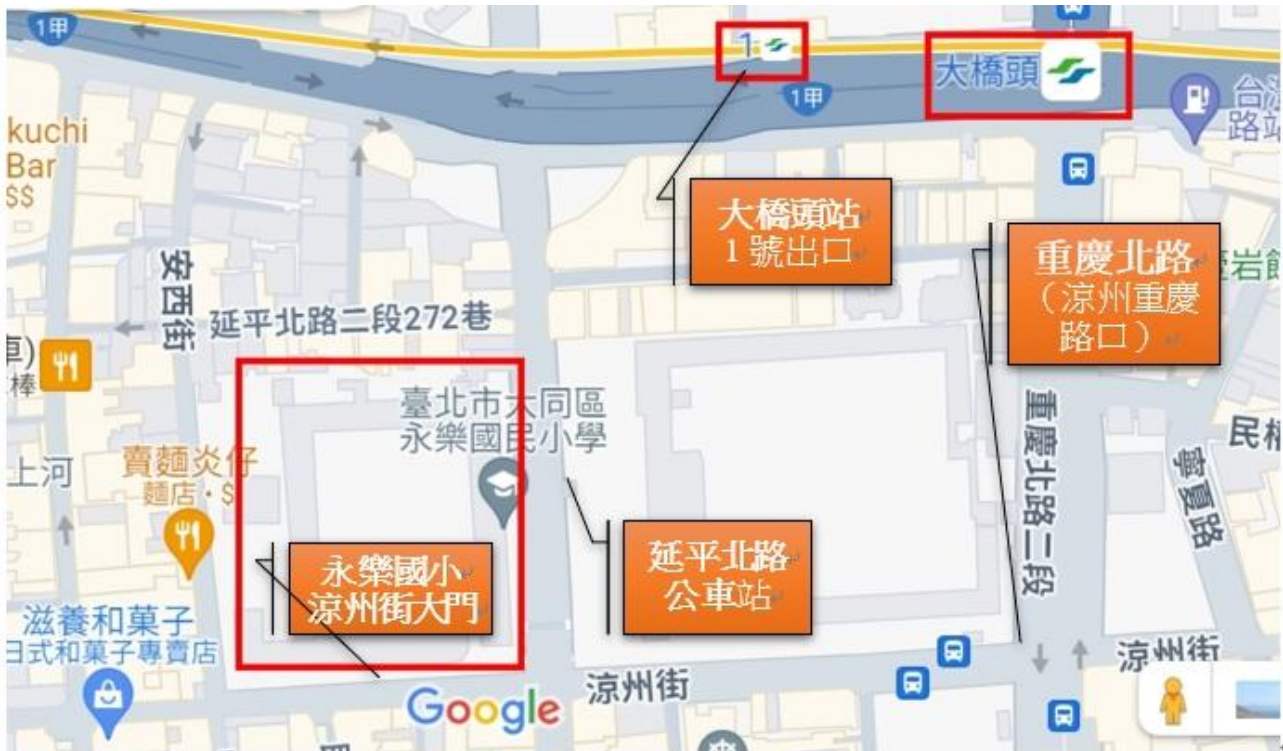 1甲
1
大橋頭
1甲
台灣
路站
kuchi
Bar
$$
大橋頭站
1 號出口
重慶北路
（涼州重慶
路口）
安西街
延平北路二段272巷
棒
臺北市大同區
永樂國民小學
重慶北路二段
寧夏路
上河
賣麵炎仔
麵店·$
永樂國小
涼州街大門
延平北路
公車站
滋養和菓子
日式和菓子專賣店
Google
涼州街
涼州街